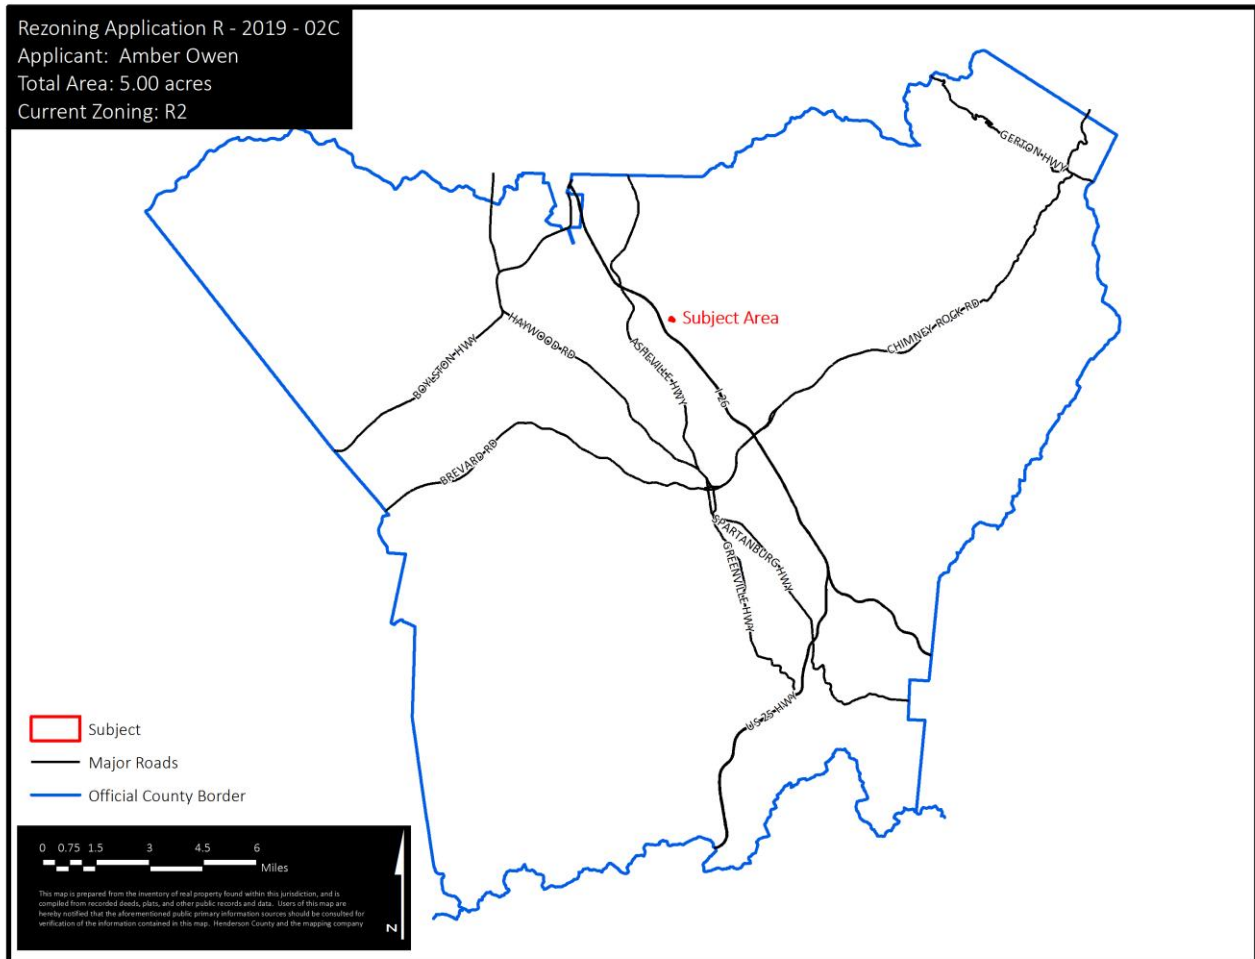 Rezoning Application R - 2019 - 02C
Applicant: Amber Owen
Total Area: 5.00 acres
Current Zoning: R2
GERTON HWY
Subject Area
CHIMNEY ROCK RD
HAYWOOD RD
BOYLSTON HWY
ASHEVILLE HWY
I 26
BREVARD RD
SPARTANBURG HWY
GREENVILLE HWY
US 25 HWY
Subject
Major Roads
Official County Border
0 0.75 1.5 3 4.5 6
Miles
This map is prepared from the inventory of real property found within this jurisdiction, and is
compiled from recorded deeds, plats, and other public records and data. Users of this map are
hereby notified that the aforementioned public primary information sources should be consulted for
verification of the information contained in this map. Henderson County and the mapping company
N